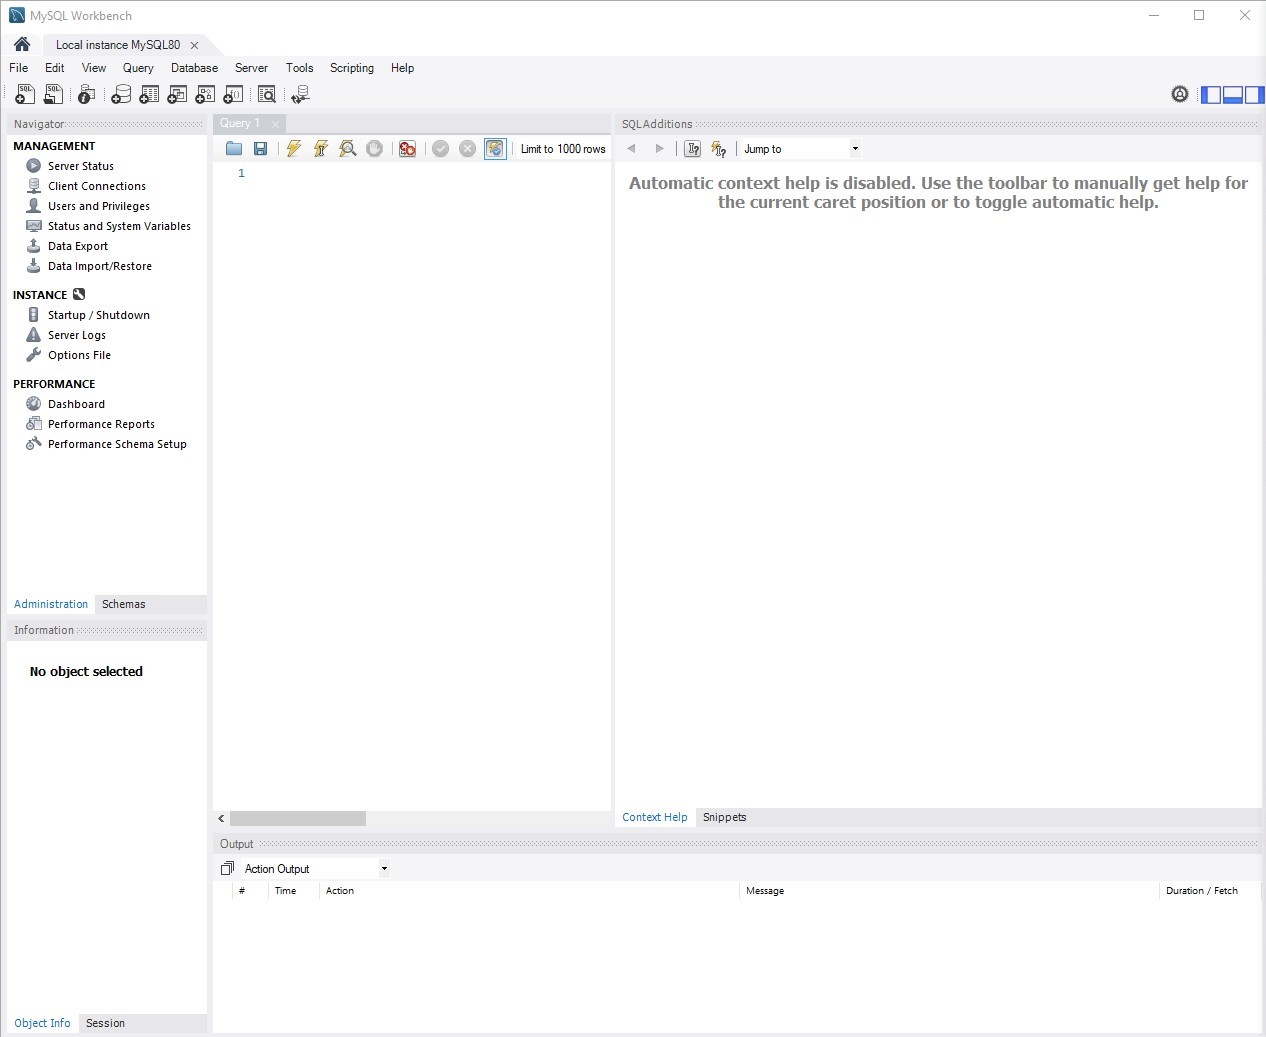 MySQL Workbench
Local instance MySQL80
File Edit View Query Database Server Tools Scripting Help
Navigator
MANAGEMENT
Server Status
Client Connections
Users and Privileges
Status and System Variables
Data Export
Data Import/Restore
INSTANCE
Startup / Shutdown
Server Logs
Options File
PERFORMANCE
Dashboard
Performance Reports
Performance Schema Setup
Administration Schemas
Information
No object selected
Object Info Session
Query 1
Limit to 1000 rows
1
SQLAdditions
Jump to
Automatic context help is disabled. Use the toolbar to manually get help for
the current caret position or to toggle automatic help.
Context Help Snippets
Output
Action Output
# Time Action Message Duration / Fetch